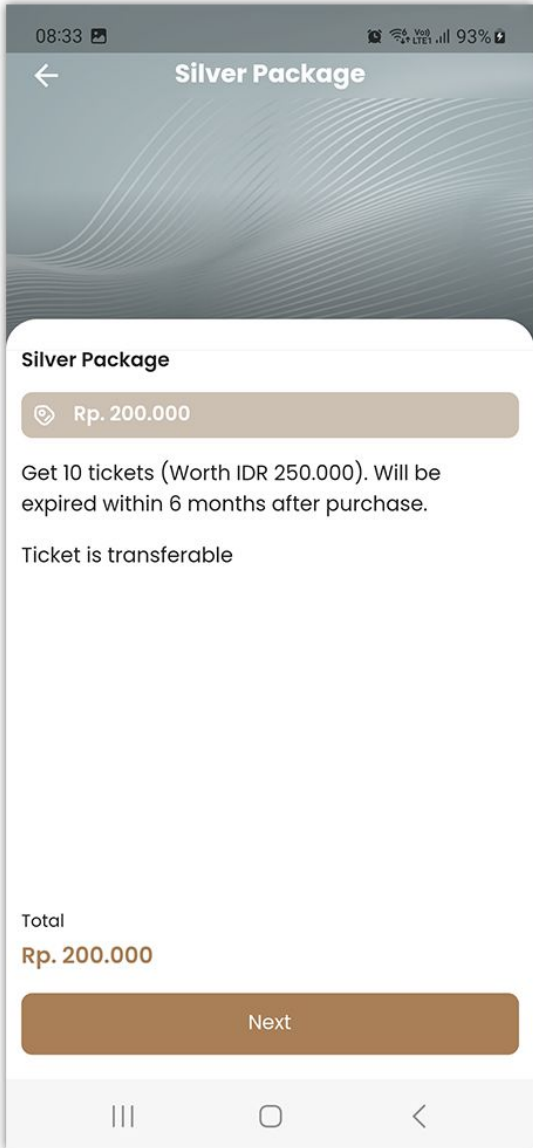 08:33
93%
Silver Package
Silver Package
Rp. 200.000
Get 10 tickets (Worth IDR 250.000). Will be
expired within 6 months after purchase.
Ticket is transferable
Total
Rp. 200.000
Next